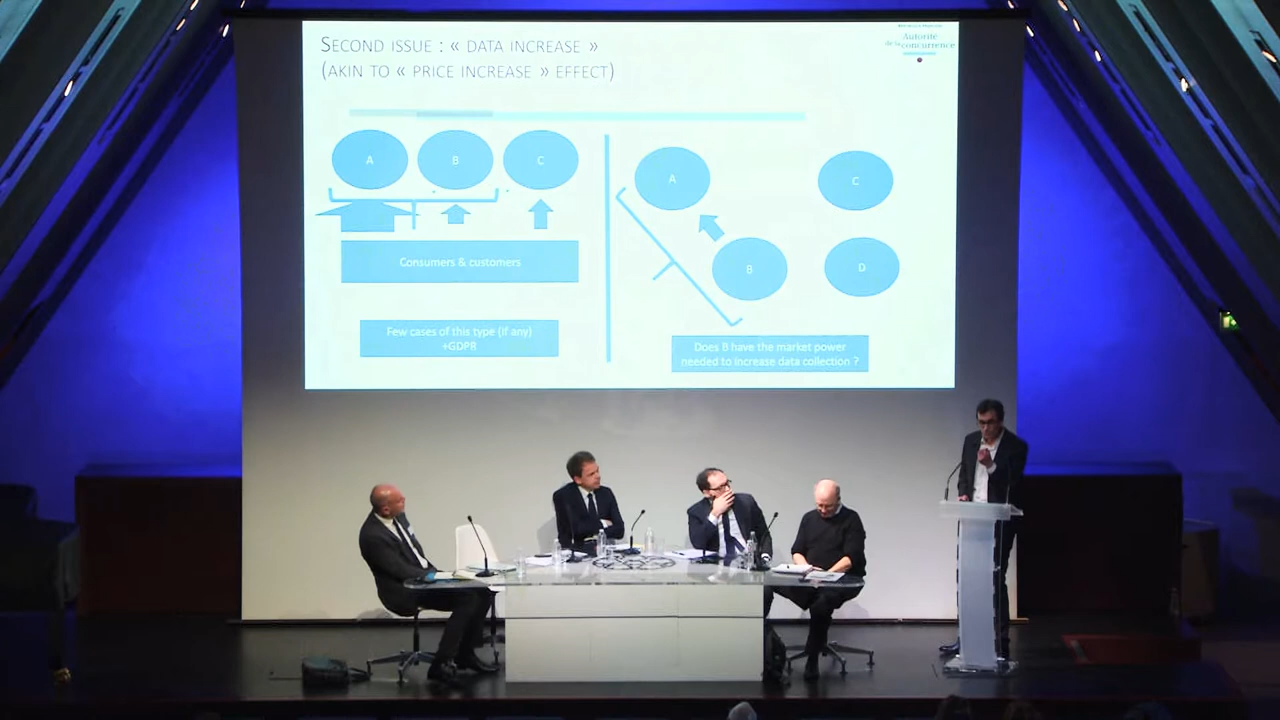 SECOND ISSUE : « DATA INCREASE »
(AKIN TO « PRICE INCREASE » EFFECT)
Autorité
de la concurrence
A
B
C
Consumers & customers
Few cases of this type (if any)
+GDPR
A
C
B
D
Does B have the market power
needed to increase data collection ?